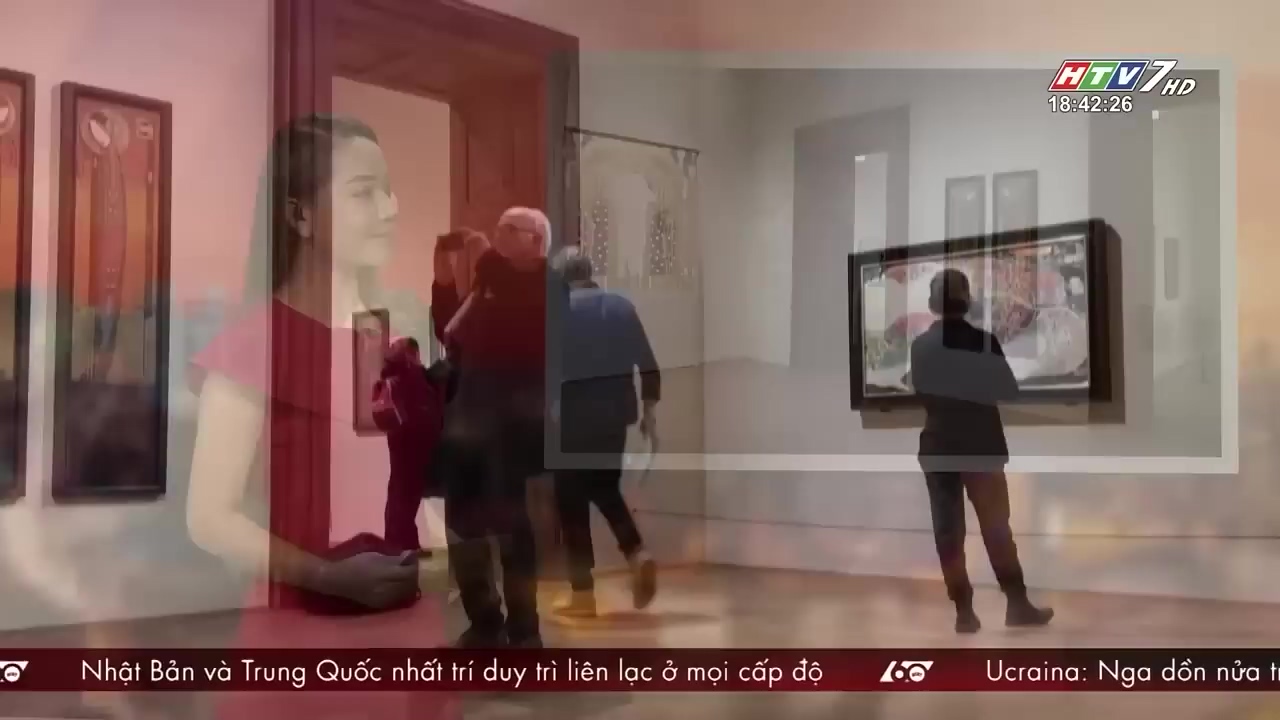 HTV7 HD
18:42:26
Nhật Bản và Trung Quốc nhất trí duy trì liên lạc ở mọi cấp độ
60
Ucraina: Nga dồn nửa